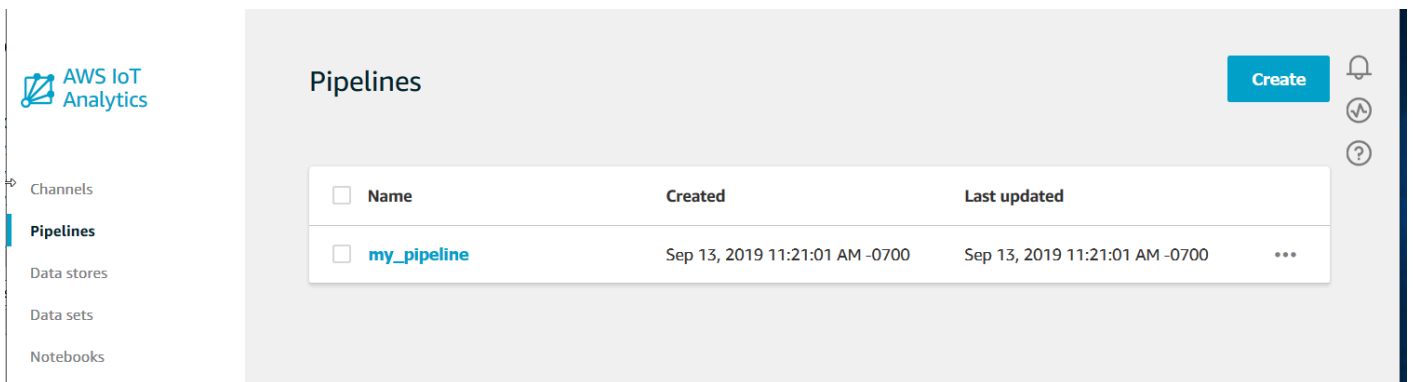 AWS IoT
Analytics
Channels
Pipelines
Data stores
Data sets
Notebooks
Pipelines
Create
Name Created Last updated
my_pipeline Sep 13, 2019 11:21:01 AM -0700 Sep 13, 2019 11:21:01 AM -0700